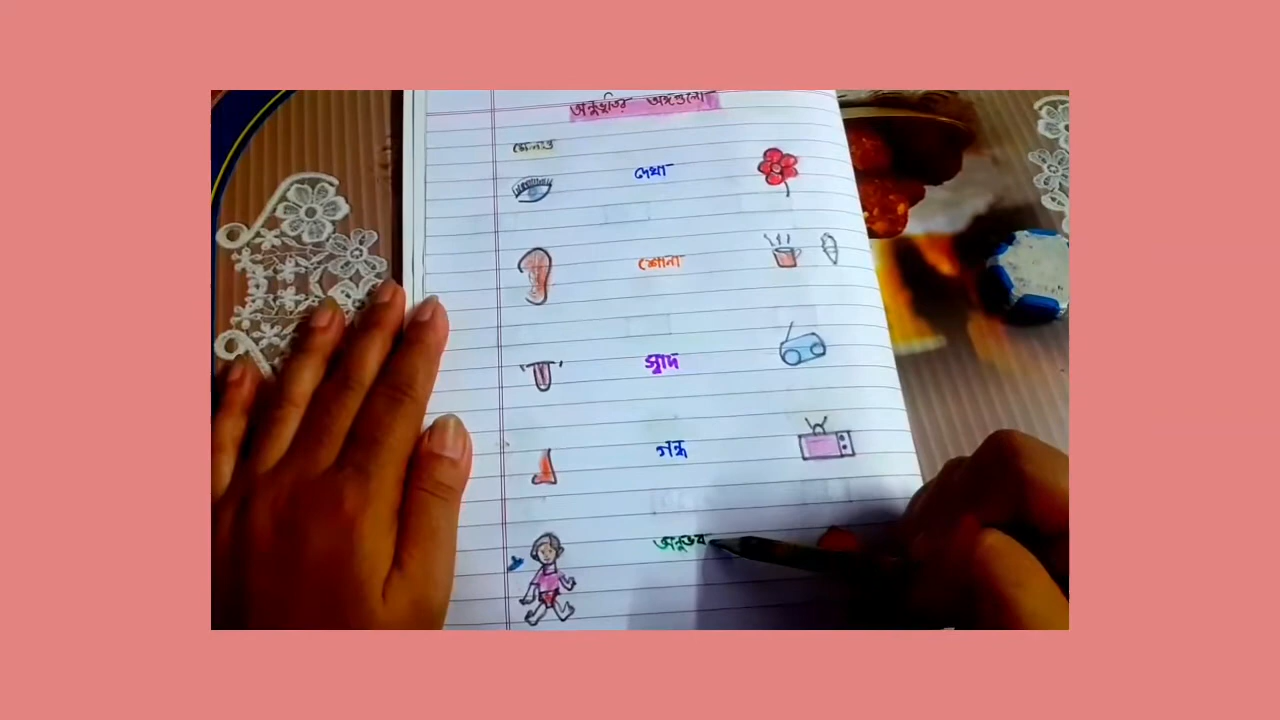 অনুভূতির অঙ্গগুলো
মেলাও
দেখা
শোনা
স্বাদ
গন্ধ
অনুভব